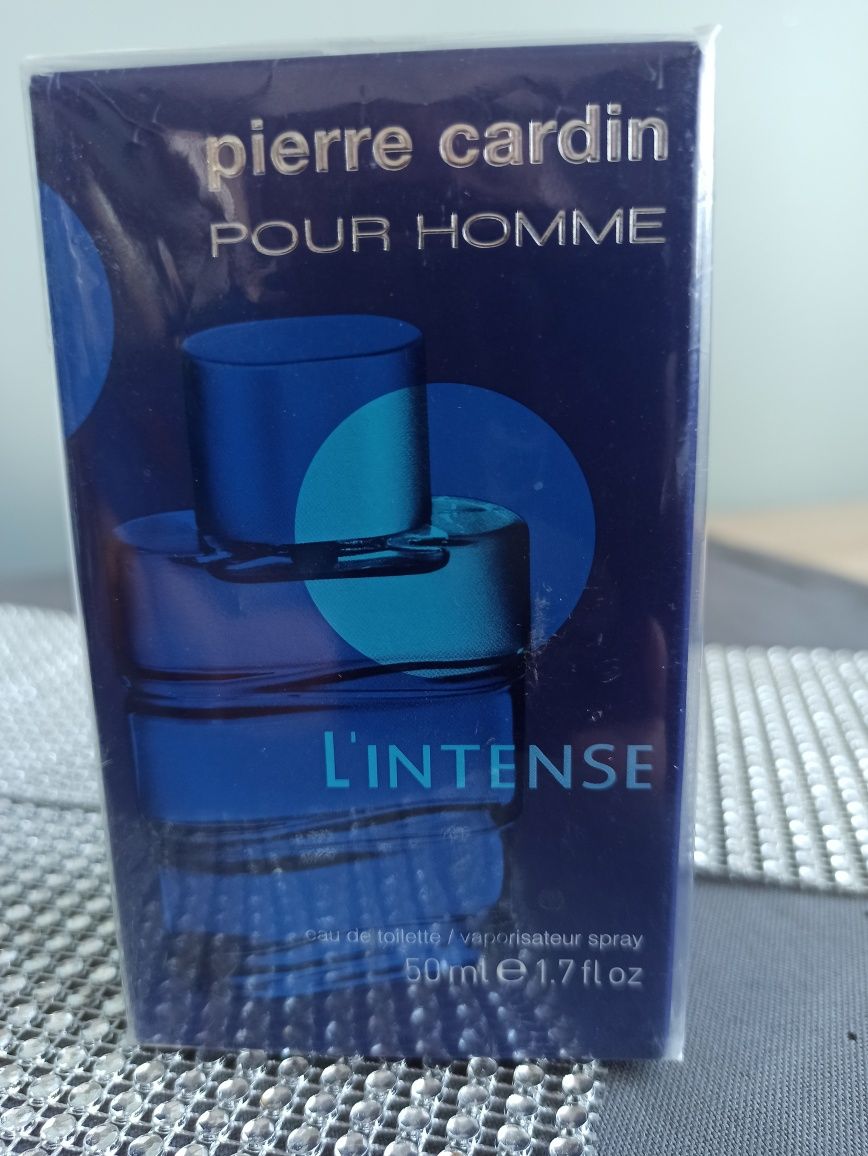 pierre cardin
POUR HOMME
L'INTENSE
eau de toilette / vaporisateur spray
50 ml ℮ 1.7 fl oz